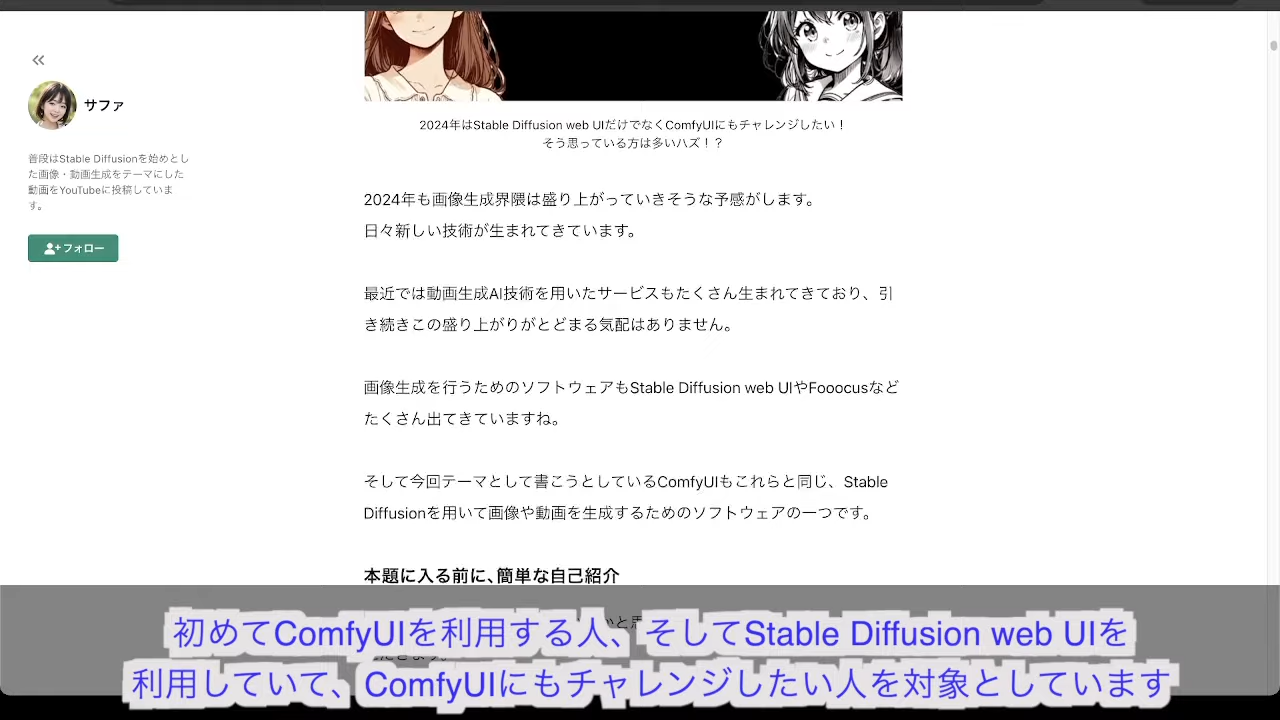 サファ
普段はStable Diffusionを始めとし
た画像・動画生成をテーマにした
動画をYouTubeに投稿していま
す。
フォロー
2024年はStable Diffusion web UIだけでなくComfyUIにもチャレンジしたい！
そう思っている方は多いハズ！？
2024年も画像生成界隈は盛り上がっていきそうな予感がします。
日々新しい技術が生まれてきています。
最近では動画生成AI技術を用いたサービスもたくさん生まれてきており、引
き続きこの盛り上がりがとどまる気配はありません。
画像生成を行うためのソフトウェアもStable Diffusion web UIやFooocusなど
たくさん出てきていますね。
そして今回テーマとして書こうとしているComfyUIもこれらと同じ、Stable
Diffusionを用いて画像や動画を生成するためのソフトウェアの一つです。
本題に入る前に、簡単な自己紹介
初めてComfyUIを利用する人、そしてStable Diffusion web UIを
利用していて、ComfyUIにもチャレンジしたい人を対象としています